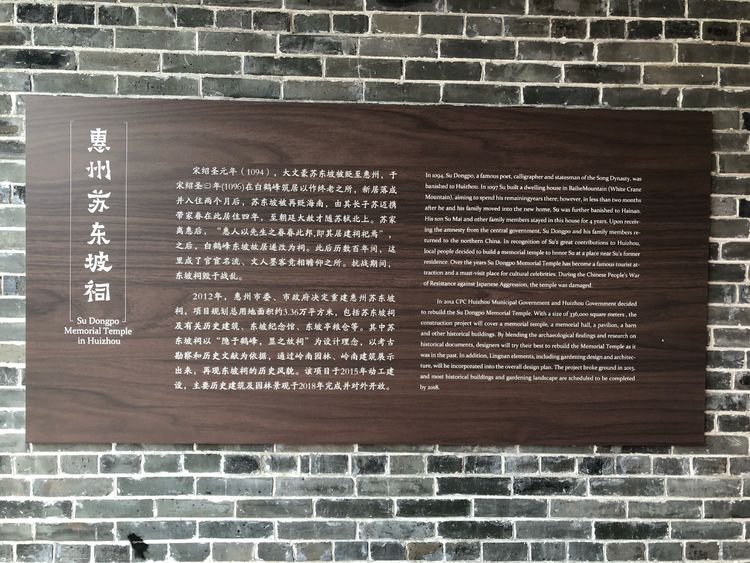 惠州苏东坡祠
Su Dongpo
Memorial Temple
in Huizhou
宋绍圣元年（1094），大文豪苏东坡被贬至惠州，于
宋绍圣四年(1096)在白鹤峰筑居以作终老之所，新居落成
并入住两个月后，苏东坡被再贬海南，由其长子苏迈携
带家眷在此居住四年，至朝廷大赦才随苏轼北上。苏家
离惠后，“惠人以先生之眷眷此邦,即其居建祠祀焉”，
之后，白鹤峰东坡故居遂改为祠。此后历数百年间，这
里成了官宦名流、文人墨客竞相瞻仰之所。抗战期间，
东坡祠毁于战乱。
2012年，惠州市委、市政府决定重建惠州苏东坡
祠，项目规划总用地面积约3.36万平方米，包括苏东坡祠
及有关历史建筑、东坡纪念馆、东坡亭粮仓等。其中苏
东坡祠以“隐于鹤峰，显之故祠”为设计理念，以考古
勘察和历史文献为依据，通过岭南园林、岭南建筑展示
出来，再现东坡祠的历史风貌。该项目于2015年动工建
设，主要历史建筑及园林景观于2018年完成并对外开放。
In 1094, Su Dongpo, a famous poet, calligrapher and statesman of the Song Dynasty, was
banished to Huizhou. In 1097 Su built a dwelling house in BaiheMountain (White Crane
Mountain), aiming to spend his remainingyears there; however, in less than two months
after he and his family moved into the new home, Su was further banished to Hainan.
His son Su Mai and other family members stayed in this house for 4 years. Upon receiv-
ing the amnesty from the central government, Su Dongpo and his family members re-
turned to the northern China. In recognition of Su's great contributions to Huizhou,
local people decided to build a memorial temple to honor Su at a place near Su's former
residence. Over the years Su Dongpo Memorial Temple has become a famous tourist at-
traction and a must-visit place for cultural celebrities. During the Chinese People's War
of Resistance against Japanese Aggression, the temple was damaged.
In 2012 CPC Huizhou Municipal Government and Huizhou Government decided
to rebuild the Su Dongpo Memorial Temple. With a size of 336,000 square meters , the
construction project will cover a memorial temple, a memorial hall, a pavilion, a barn
and other historical buildings. By blending the archaeological findings and research on
historical documents, designers will try their best to rebuild the Memorial Temple as it
was in the past. In addition, Lingnan elements, including gardening design and architec-
ture, will be incorporated into the overall design plan. The project broke ground in 2015,
and most historical buildings and gardening landscape are scheduled to be completed
by 2018.